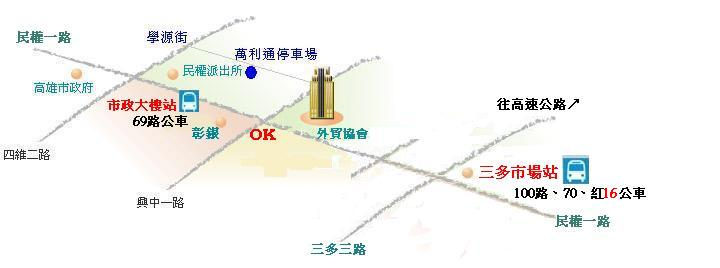 學源街
民權一路
萬利通停車場
民權派出所
高雄市政府
往高速公路↗
市政大樓站
69路公車
彰銀
OK
外貿協會
四維二路
三多市場站
100路、70、紅16公車
興中一路
民權一路
三多三路